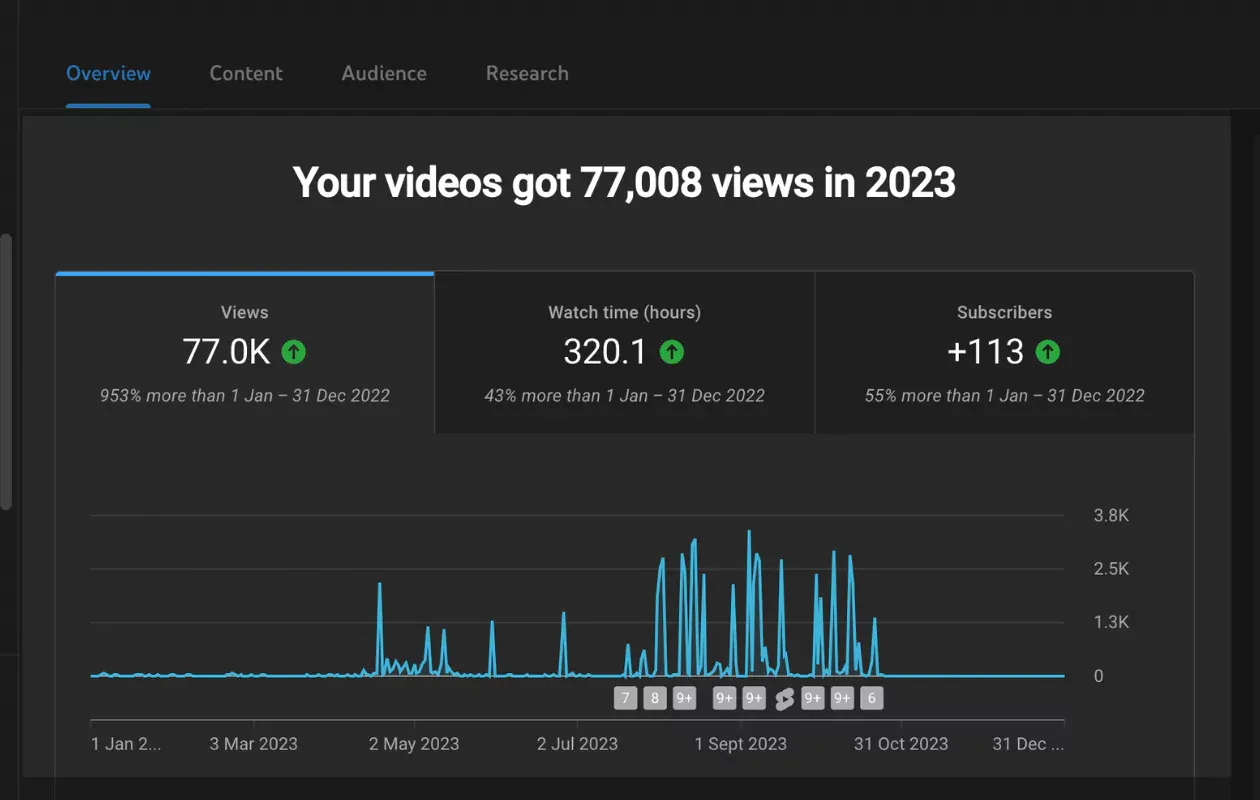 Overview Content Audience Research
Your videos got 77,008 views in 2023
Views Watch time (hours) Subscribers
77.0K 320.1 +113
953% more than 1 Jan – 31 Dec 2022 43% more than 1 Jan – 31 Dec 2022 55% more than 1 Jan – 31 Dec 2022
3.8K
2.5K
1.3K
0
7 8 9+ 9+ 9+ 9+ 9+ 6
1 Jan 2... 3 Mar 2023 2 May 2023 2 Jul 2023 1 Sept 2023 31 Oct 2023 31 Dec ...